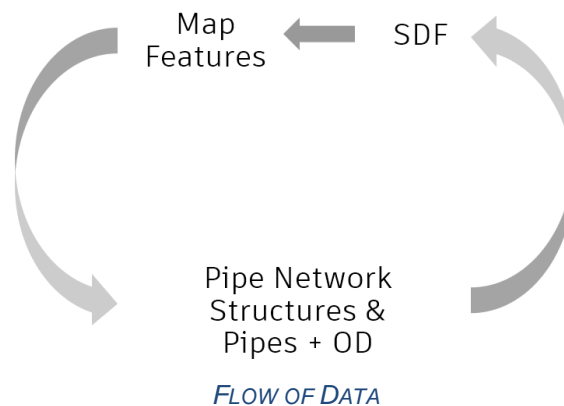 Map
Features
SDF
Pipe Network
Structures &
Pipes + OD
FLOW OF DATA